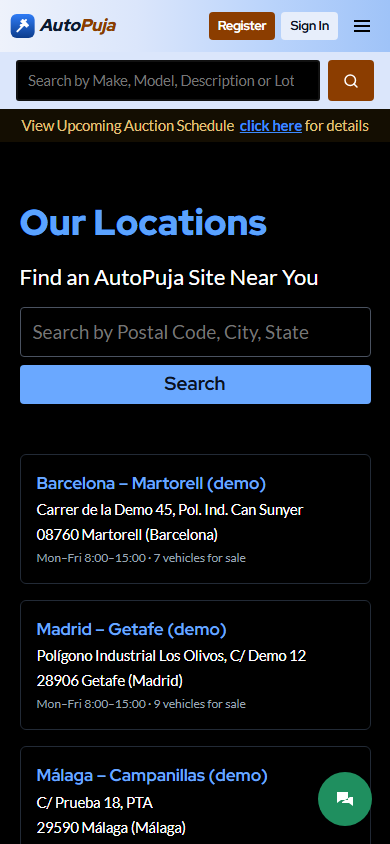 AutoPuja
Register
Sign In
Search by Make, Model, Description or Lot
View Upcoming Auction Schedule click here for details
Our Locations
Find an AutoPuja Site Near You
Search by Postal Code, City, State
Search
Barcelona – Martorell (demo)
Carrer de la Demo 45, Pol. Ind. Can Sunyer
08760 Martorell (Barcelona)
Mon–Fri 8:00–15:00 · 7 vehicles for sale
Madrid – Getafe (demo)
Polígono Industrial Los Olivos, C/ Demo 12
28906 Getafe (Madrid)
Mon–Fri 8:00–15:00 · 9 vehicles for sale
Málaga – Campanillas (demo)
C/ Prueba 18, PTA
29590 Málaga (Málaga)